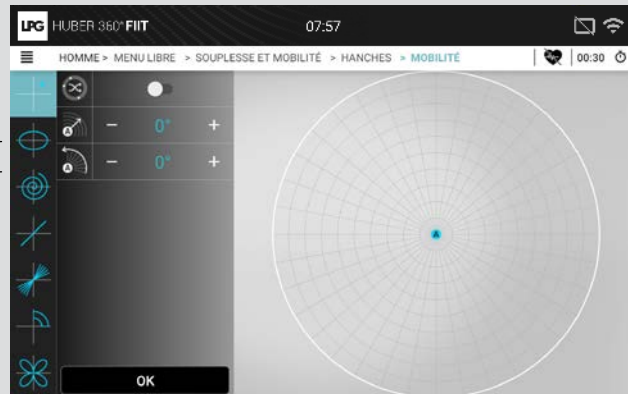 LPG HUBER 360° FIIT 07:57
HOMME > MENU LIBRE > SOUPLESSE ET MOBILITÉ > HANCHES > MOBILITÉ 00:30
A - 0° +
A - 0° +
A
OK